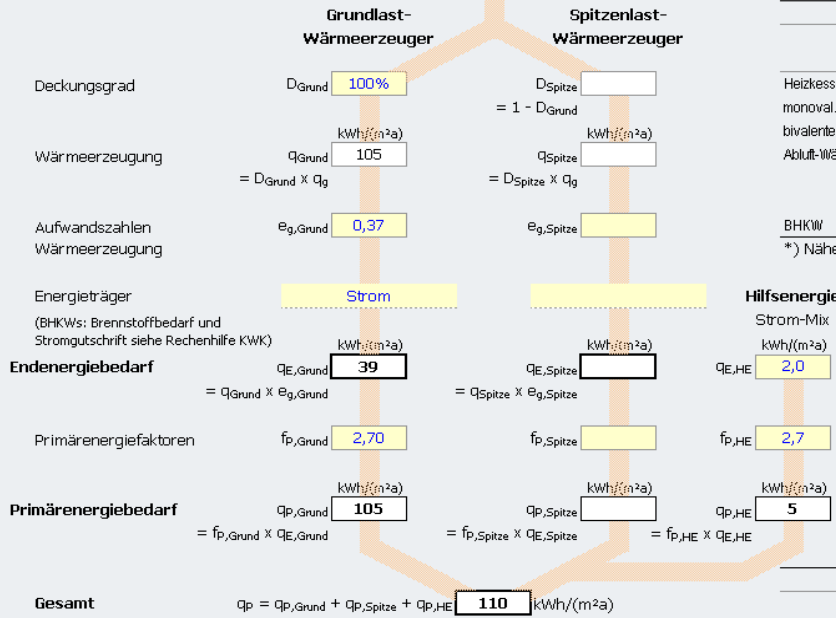 Grundlast- Spitzenlast-
Wärmeerzeuger Wärmeerzeuger
Deckungsgrad DGrund 100% DSpitze
= 1 - DGrund
kWh/(m²a) kWh/(m²a)
Wärmeerzeugung qGrund 105 qSpitze
= DGrund x qg = DSpitze x qg
Aufwandszahlen eg,Grund 0,37 eg,Spitze
Wärmeerzeugung
Energieträger Strom
(BHKWs: Brennstoffbedarf und
Stromgutschrift siehe Rechenhilfe KWK)
kWh/(m²a) kWh/(m²a)
Endenergiebedarf qE,Grund 39 qE,Spitze
= qGrund x eg,Grund = qSpitze x eg,Spitze
Primärenergiefaktoren fP,Grund 2,70 fP,Spitze
kWh/(m²a) kWh/(m²a)
Primärenergiebedarf qP,Grund 105 qP,Spitze
= fP,Grund x qE,Grund = fP,Spitze x qE,Spitze
Heizkess
monoval.
bivalente
Abluft-Wä
BHKW
*) Nähe
Hilfsenergie
Strom-Mix
kWh/(m²a)
qE,HE 2,0
fP,HE 2,7
kWh/(m²a)
qP,HE 5
= fP,HE x qE,HE
Gesamt qP = qP,Grund + qP,Spitze + qP,HE 110 kWh/(m²a)